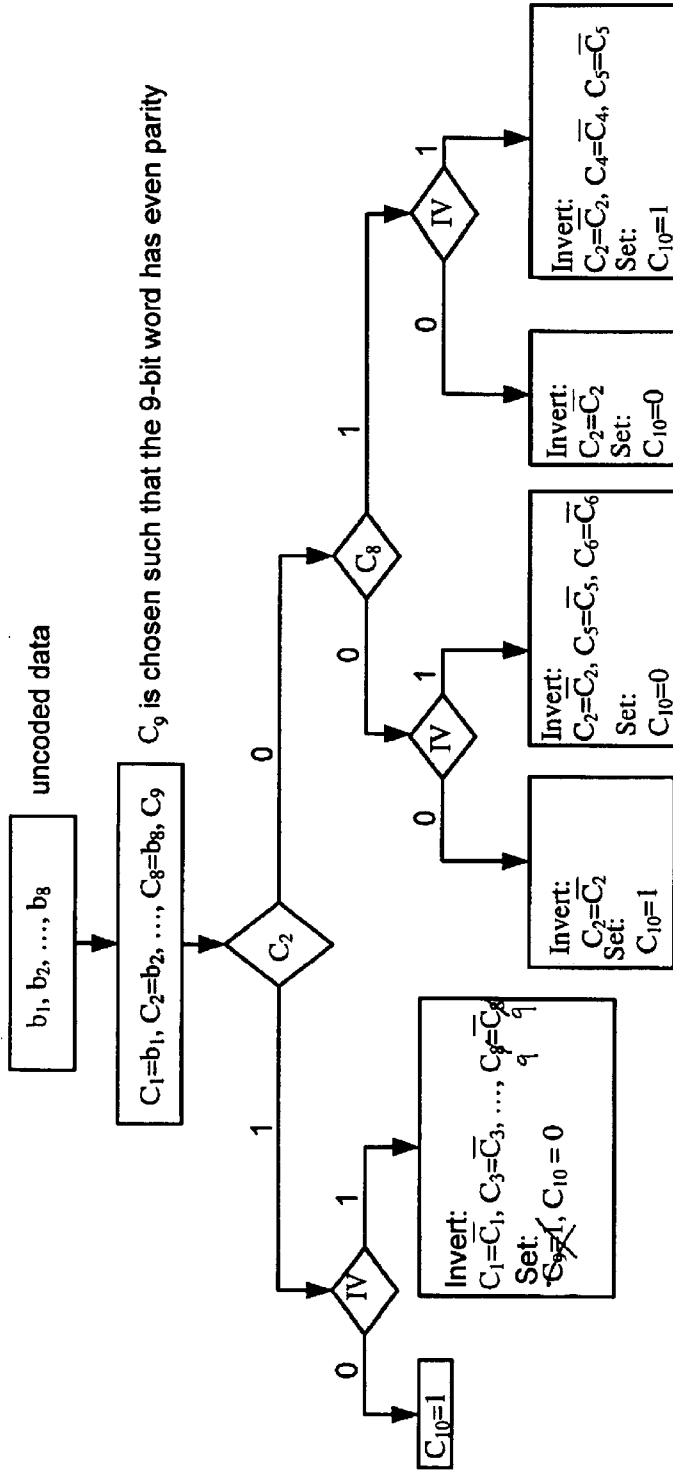 b₁, b₂, ..., b₈
uncoded data
C₁=b₁, C₂=b₂, ..., C₈=b₈, C₉
C₉ is chosen such that the 9-bit word has even parity
C₂
1
0
IV
C₈
0
1
0
1
IV
IV
0
1
0
1
C₁₀=1
Invert:
C₁=C̅₁, C₃=C̅₃, ..., C₈=C̅₈
9 9
Set:
C₉=1, C₁₀ = 0
Invert:
C₂=C̅₂
Set:
C₁₀=1
Invert:
C₂=C̅₂, C₅=C̅₅, C₆=C̅₆
Set:
C₁₀=0
Invert:
C₂=C̅₂
Set:
C₁₀=0
Invert:
C₂=C̅₂, C₄=C̅₄, C₅=C̅₅
Set:
C₁₀=1